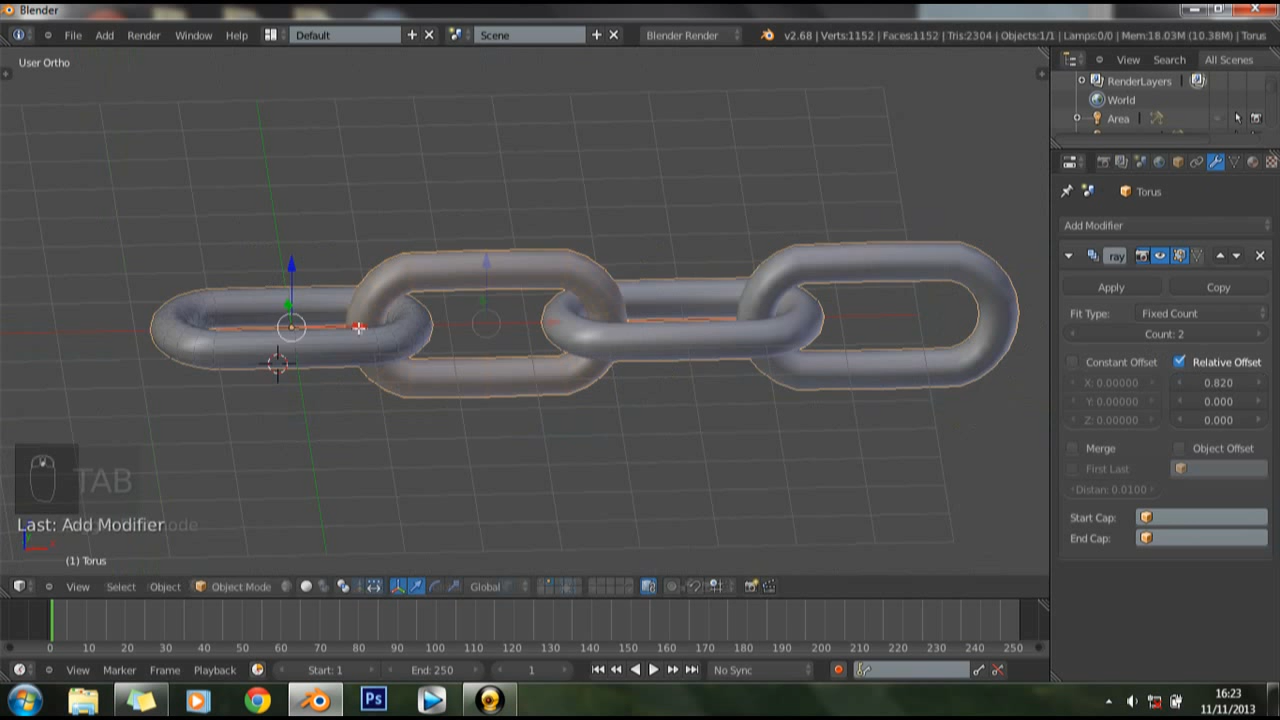 Blender
File Add Render Window Help Default Scene Blender Render v2.68 | Verts:1152 | Faces:1152 | Tris:2304 | Objects:1/1 | Lamps:0/0 | Mem:18.03M (10.38M) | Torus
User Ortho
View Search All Scenes
RenderLayers
World
Area
Torus
Add Modifier
ray
Apply Copy
Fit Type: Fixed Count
Count: 2
Constant Offset Relative Offset
X: 0.00000 0.820
Y: 0.00000 0.000
Z: 0.00000 0.000
Merge Object Offset
First Last
Distan: 0.0100
Start Cap:
End Cap:
TAB
Last: Add Modifier
(1) Torus
View Select Object Object Mode Global
0 10 20 30 40 50 60 70 80 90 100 110 120 130 140 150 160 170 180 190 200 210 220 230 240 250
View Marker Frame Playback Start: 1 End: 250 1 No Sync
Ps
16:23
11/11/2013